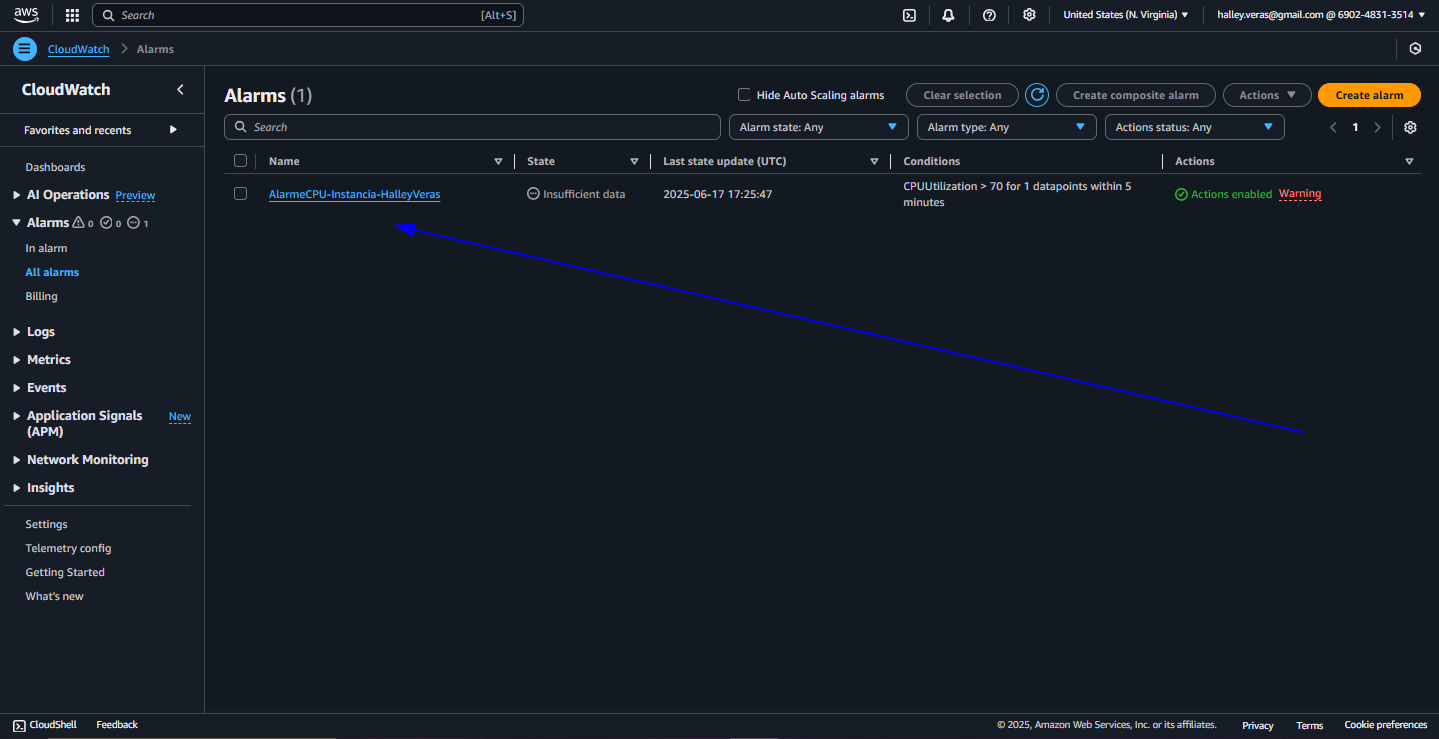 aws
Search [Alt+S]
United States (N. Virginia)
halley.veras@gmail.com @ 6902-4831-3514
CloudWatch
Alarms
CloudWatch
Favorites and recents
Dashboards
AI Operations Preview
Alarms 0 0 1
In alarm
All alarms
Billing
Logs
Metrics
Events
Application Signals New
(APM)
Network Monitoring
Insights
Settings
Telemetry config
Getting Started
What's new
Alarms (1)
Hide Auto Scaling alarms
Clear selection
Create composite alarm
Actions
Create alarm
Search
Alarm state: Any
Alarm type: Any
Actions status: Any
1
Name State Last state update (UTC) Conditions Actions
AlarmeCPU-Instancia-HalleyVeras Insufficient data 2025-06-17 17:25:47 CPUUtilization > 70 for 1 datapoints within 5 Actions enabled Warning
minutes
CloudShell
Feedback
© 2025, Amazon Web Services, Inc. or its affiliates.
Privacy
Terms
Cookie preferences